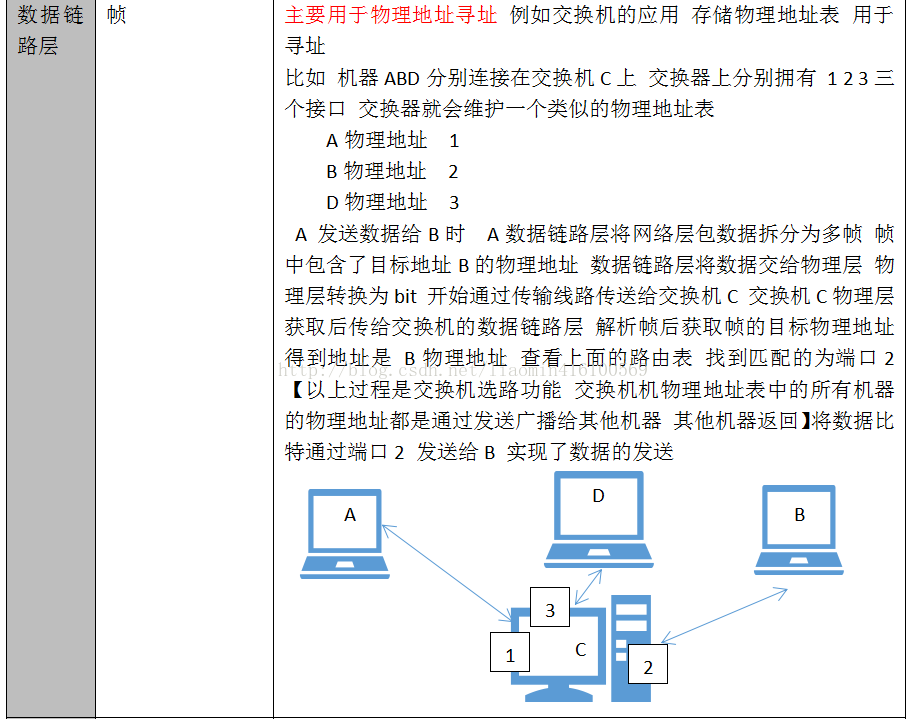 数据链
路层
帧
主要用于物理地址寻址 例如交换机的应用 存储物理地址表 用于
寻址
比如 机器 ABD 分别连接在交换机 C 上 交换器上分别拥有 1 2 3 三
个接口 交换器就会维护一个类似的物理地址表
A 物理地址 1
B 物理地址 2
D 物理地址 3
A 发送数据给 B 时 A 数据链路层将网络层包数据拆分为多帧 帧
中包含了目标地址 B 的物理地址 数据链路层将数据交给物理层 物
理层转换为 bit 开始通过传输线路传送给交换机 C 交换机 C 物理层
获取后传给交换机的数据链路层 解析帧后获取帧的目标物理地址
得到地址是 B 物理地址 查看上面的路由表 找到匹配的为端口 2
http://blog.csdn.net/liaomin416100569
【以上过程是交换机选路功能 交换机机物理地址表中的所有机器
的物理地址都是通过发送广播给其他机器 其他机器返回】将数据比
特通过端口 2 发送给 B 实现了数据的发送
A
D
B
3
1
C
2